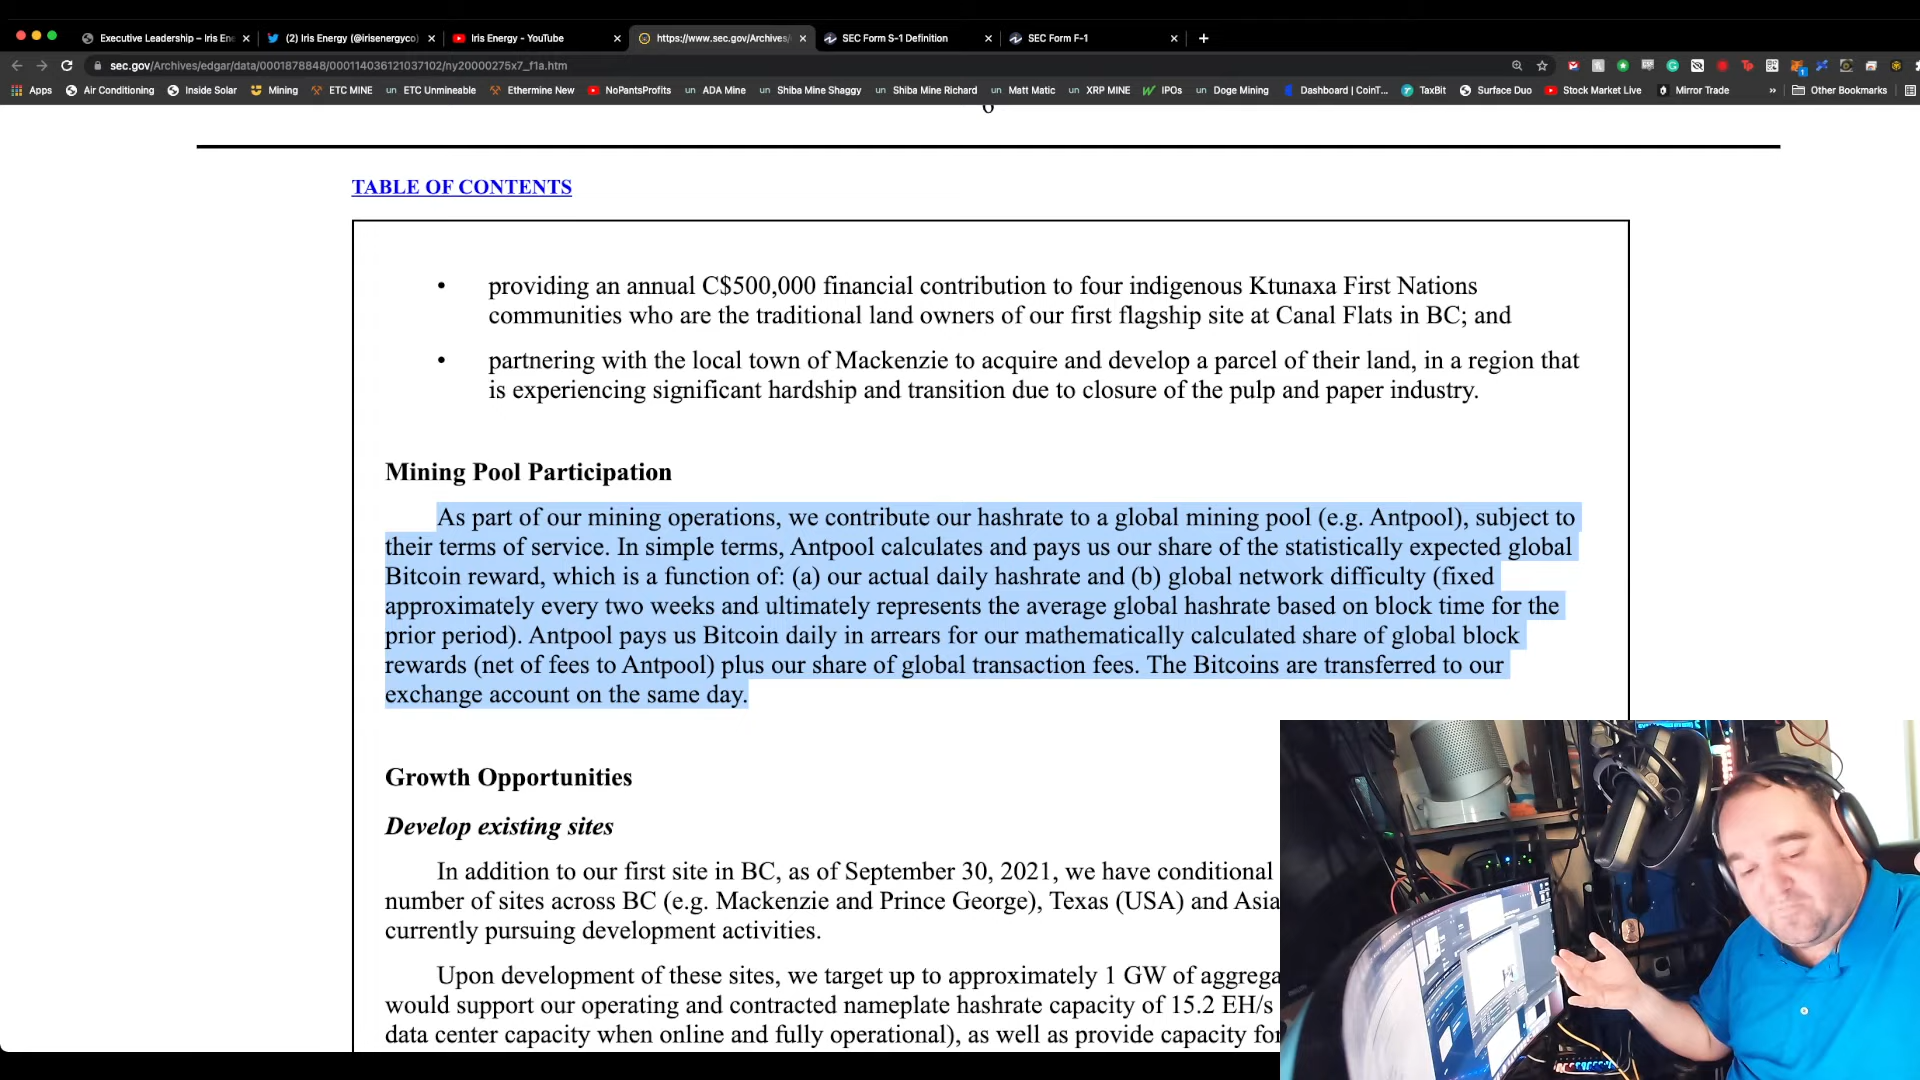 Executive Leadership – Iris En
(2) Iris Energy (@irisenergyco)
Iris Energy - YouTube
https://www.sec.gov/Archives/
SEC Form S-1 Definition
SEC Form F-1
sec.gov/Archives/edgar/data/0001878848/000114036121037102/ny20000275x7_f1a.htm
Apps
Air Conditioning
Inside Solar
Mining
ETC MINE
ETC Unmineable
Ethermine New
NoPantsProfits
ADA Mine
Shiba Mine Shaggy
Shiba Mine Richard
Matt Matic
XRP MINE
IPOs
Doge Mining
Dashboard | CoinT...
TaxBit
Surface Duo
Stock Market Live
Mirror Trade
»
Other Bookmarks
6
TABLE OF CONTENTS
• providing an annual C$500,000 financial contribution to four indigenous Ktunaxa First Nations
communities who are the traditional land owners of our first flagship site at Canal Flats in BC; and
• partnering with the local town of Mackenzie to acquire and develop a parcel of their land, in a region that
is experiencing significant hardship and transition due to closure of the pulp and paper industry.
Mining Pool Participation
As part of our mining operations, we contribute our hashrate to a global mining pool (e.g. Antpool), subject to
their terms of service. In simple terms, Antpool calculates and pays us our share of the statistically expected global
Bitcoin reward, which is a function of: (a) our actual daily hashrate and (b) global network difficulty (fixed
approximately every two weeks and ultimately represents the average global hashrate based on block time for the
prior period). Antpool pays us Bitcoin daily in arrears for our mathematically calculated share of global block
rewards (net of fees to Antpool) plus our share of global transaction fees. The Bitcoins are transferred to our
exchange account on the same day.
Growth Opportunities
Develop existing sites
In addition to our first site in BC, as of September 30, 2021, we have conditional
number of sites across BC (e.g. Mackenzie and Prince George), Texas (USA) and Asia
currently pursuing development activities.
Upon development of these sites, we target up to approximately 1 GW of aggrega
would support our operating and contracted nameplate hashrate capacity of 15.2 EH/s
data center capacity when online and fully operational), as well as provide capacity for